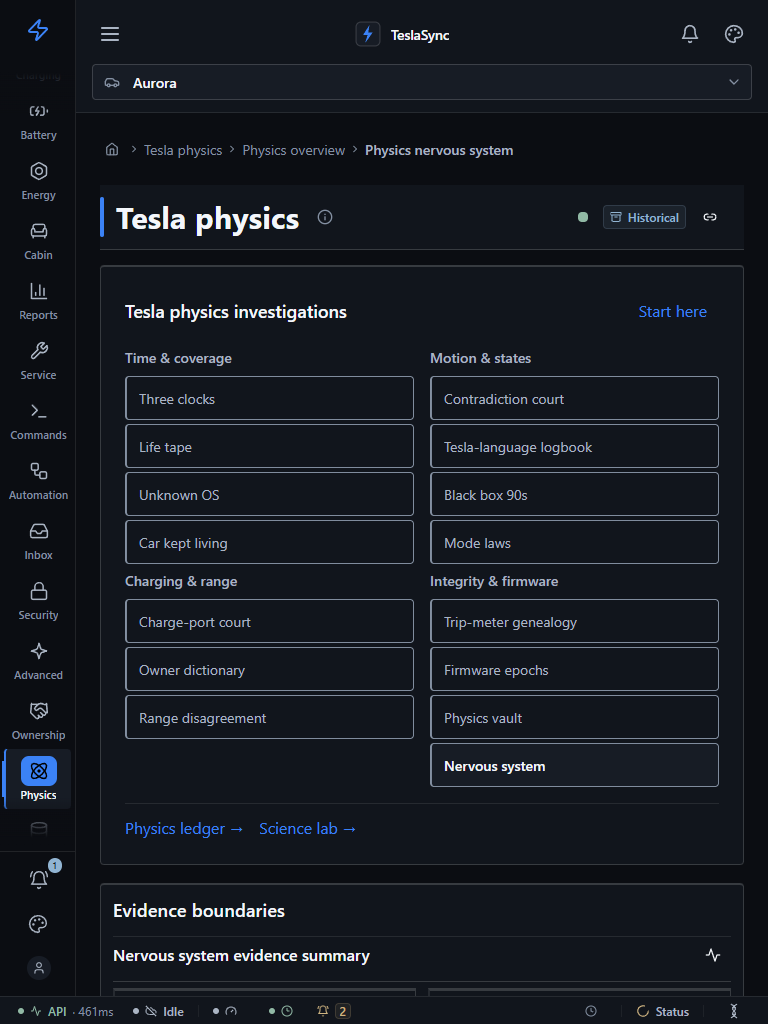 TeslaSync
Aurora
Charging
Battery
Energy
Cabin
Reports
Service
Commands
Automation
Inbox
Security
Advanced
Ownership
Physics
1
Tesla physics > Physics overview > Physics nervous system
Tesla physics
Historical
Tesla physics investigations
Start here
Time & coverage
Three clocks
Life tape
Unknown OS
Car kept living
Motion & states
Contradiction court
Tesla-language logbook
Black box 90s
Mode laws
Charging & range
Charge-port court
Owner dictionary
Range disagreement
Integrity & firmware
Trip-meter genealogy
Firmware epochs
Physics vault
Nervous system
Physics ledger →
Science lab →
Evidence boundaries
Nervous system evidence summary
API · 461ms
Idle
2
Status